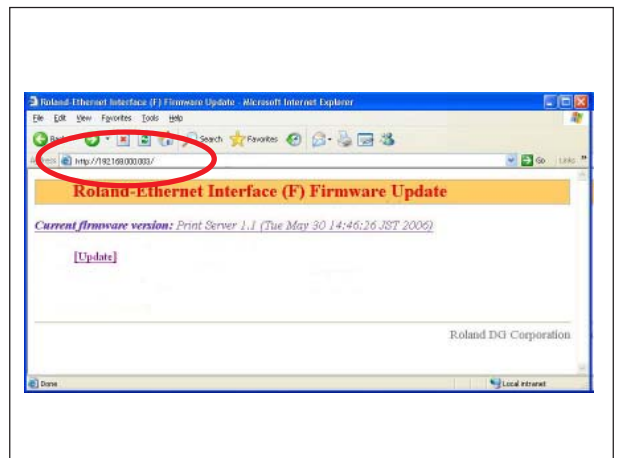 Roland-Ethernet Interface (F) Firmware Update - Microsoft Internet Explorer
File Edit View Favorites Tools Help
Search Favorites
http://192.168.000.003/ Go Links »
Roland-Ethernet Interface (F) Firmware Update
Current firmware version: Print Server 1.1 (Tue May 30 14:46:26 JST 2006)
[Update]
Roland DG Corporation
Done Local intranet